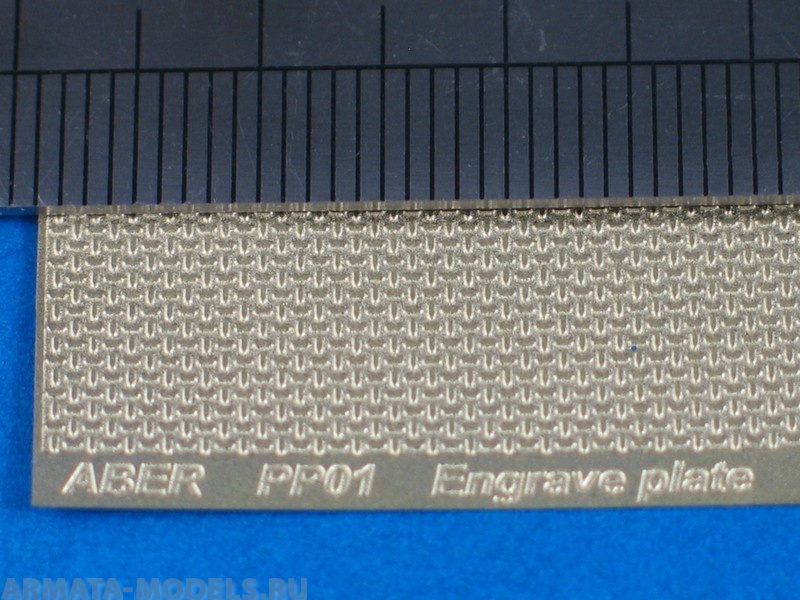 ABER PP01 Engrave plate
ARMATA-MODELS.RU